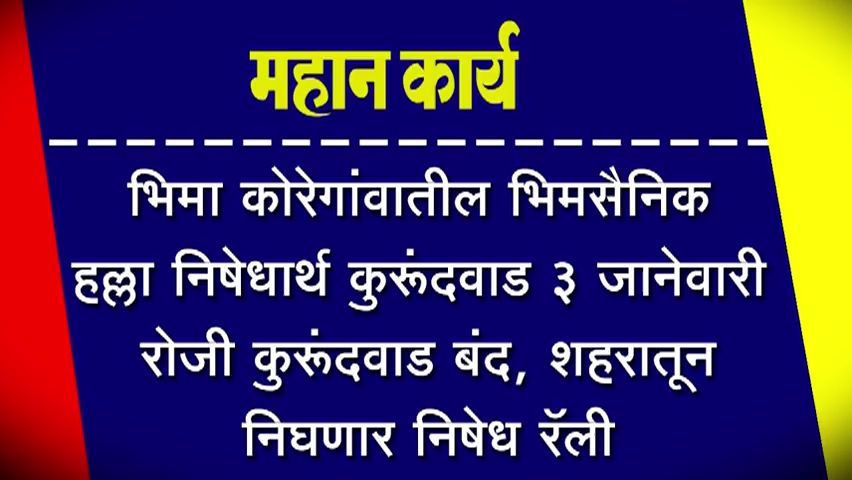 महान कार्य
भिमा कोरेगांवातील भिमसैनिक
हल्ला निषेधार्थ कुरूंदवाड ३ जानेवारी
रोजी कुरूंदवाड बंद, शहरातून
निघणार निषेध रॅली